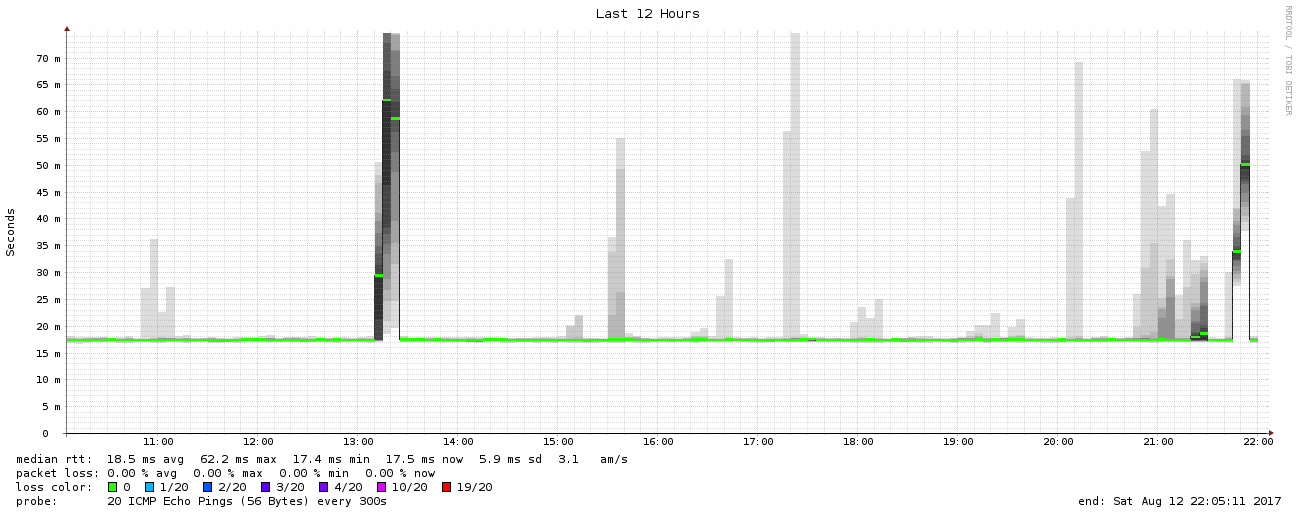 Last 12 Hours
RRDTOOL / TOBI OETIKER
Seconds
70 m
65 m
60 m
55 m
50 m
45 m
40 m
35 m
30 m
25 m
20 m
15 m
10 m
5 m
0
11:00 12:00 13:00 14:00 15:00 16:00 17:00 18:00 19:00 20:00 21:00 22:00
median rtt: 18.5 ms avg 62.2 ms max 17.4 ms min 17.5 ms now 5.9 ms sd 3.1 am/s
packet loss: 0.00 % avg 0.00 % max 0.00 % min 0.00 % now
loss color: 0 1/20 2/20 3/20 4/20 10/20 19/20
probe: 20 ICMP Echo Pings (56 Bytes) every 300s end: Sat Aug 12 22:05:11 2017